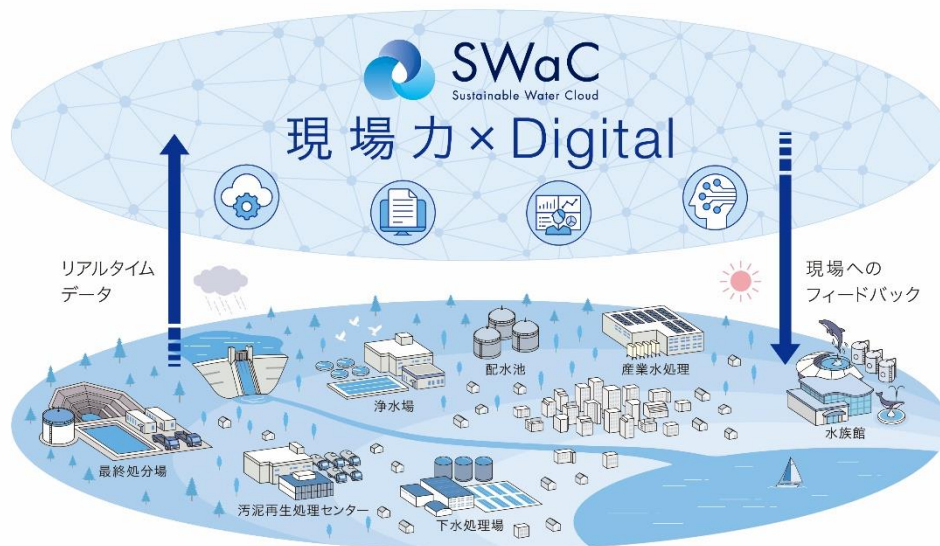 SWaC
Sustainable Water Cloud
現場力×Digital
リアルタイム
データ
現場への
フィードバック
配水池
産業水処理
浄水場
水族館
最終処分場
汚泥再生処理センター
下水処理場